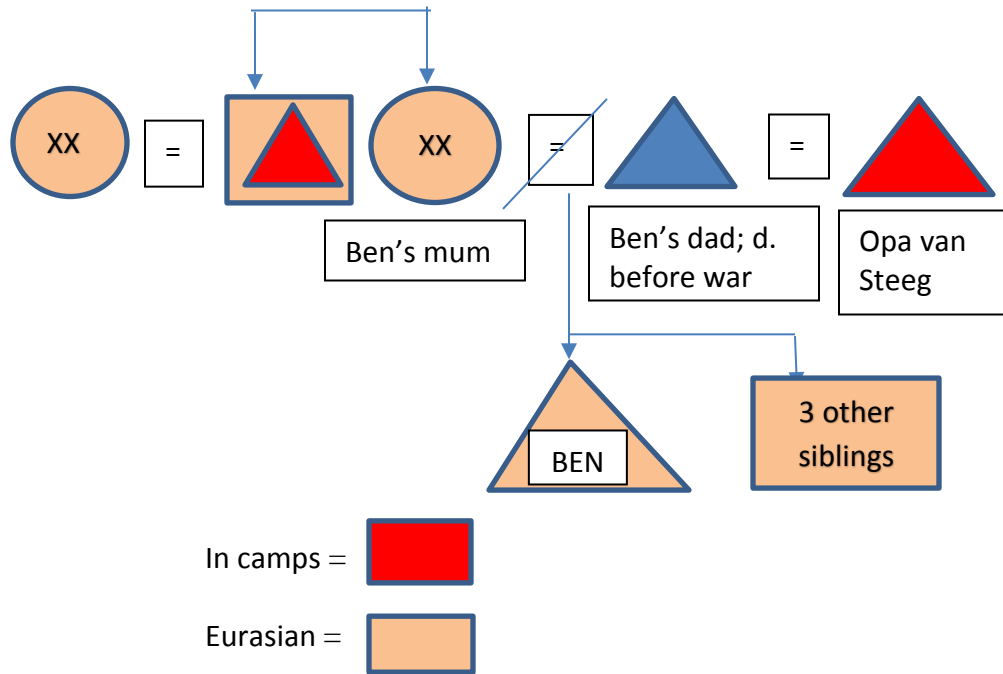 XX
=
XX
=
=
Ben’s mum
Ben’s dad; d.
before war
Opa van
Steeg
BEN
3 other
siblings
In camps =
Eurasian =